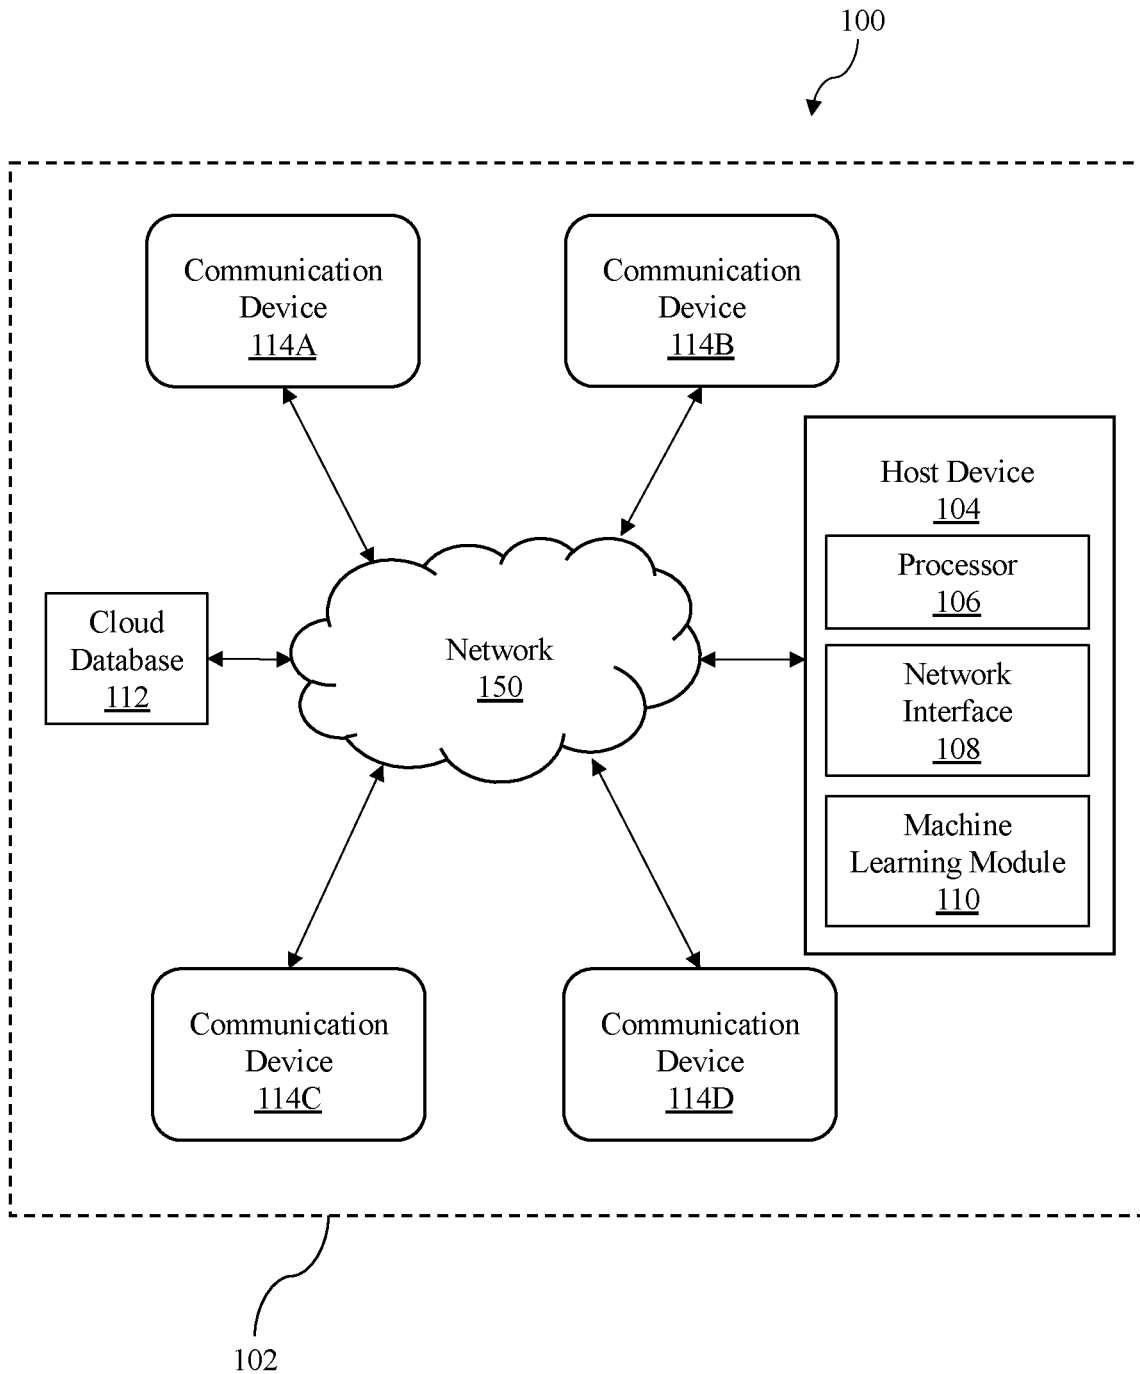 100
Communication
Device
114A
Communication
Device
114B
Host Device
104
Processor
106
Network
Interface
108
Machine
Learning Module
110
Cloud
Database
112
Network
150
Communication
Device
114C
Communication
Device
114D
102